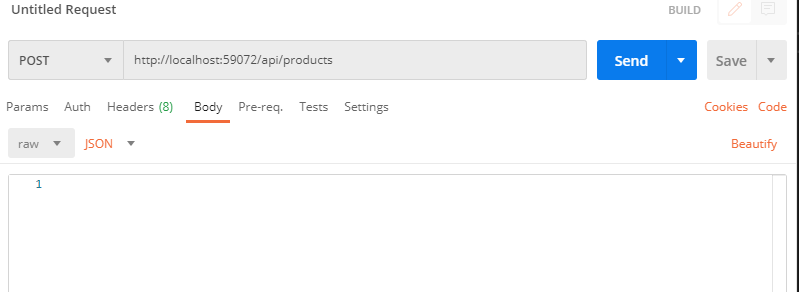 Untitled Request BUILD
POST http://localhost:59072/api/products Send Save
Params Auth Headers (8) Body Pre-req. Tests Settings Cookies Code
raw JSON Beautify
1